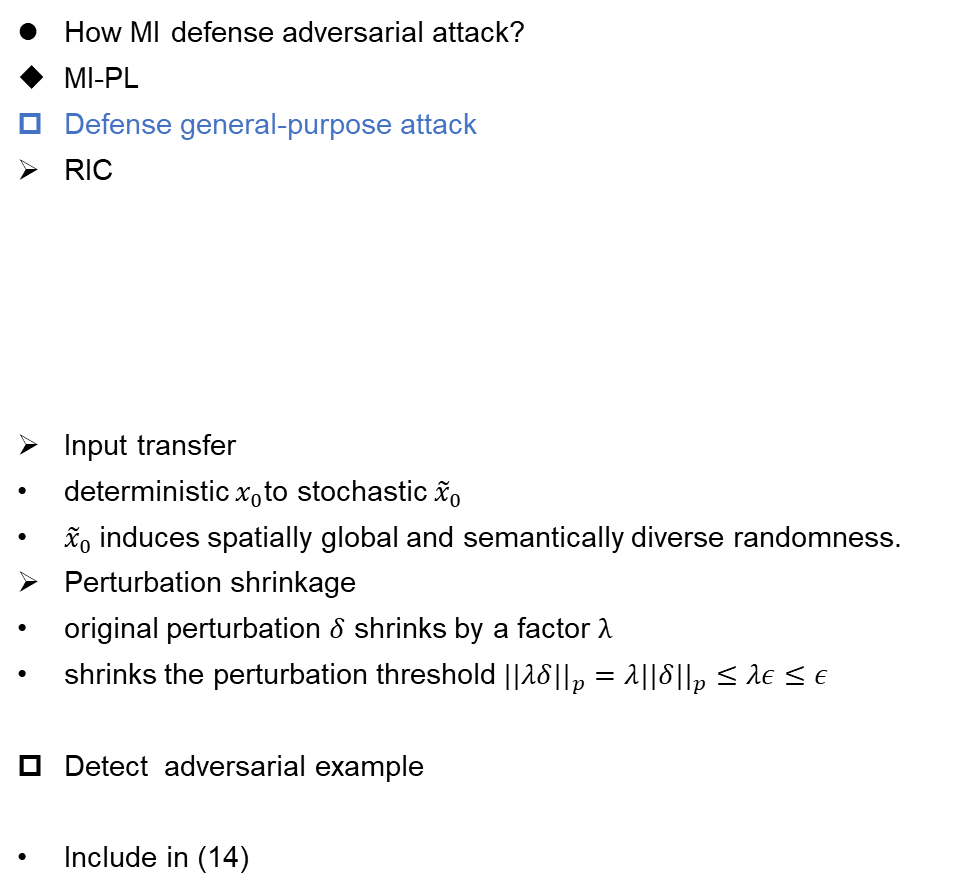 ● How MI defense adversarial attack?
◆ MI-PL
□ Defense general-purpose attack
➢ RIC
➢ Input transfer
• deterministic 𝑥₀to stochastic 𝑥̃₀
• 𝑥̃₀ induces spatially global and semantically diverse randomness.
➢ Perturbation shrinkage
• original perturbation 𝛿 shrinks by a factor λ
• shrinks the perturbation threshold ||𝜆𝛿||ₚ = 𝜆||𝛿||ₚ ≤ 𝜆𝜖 ≤ 𝜖
□ Detect adversarial example
• Include in (14)